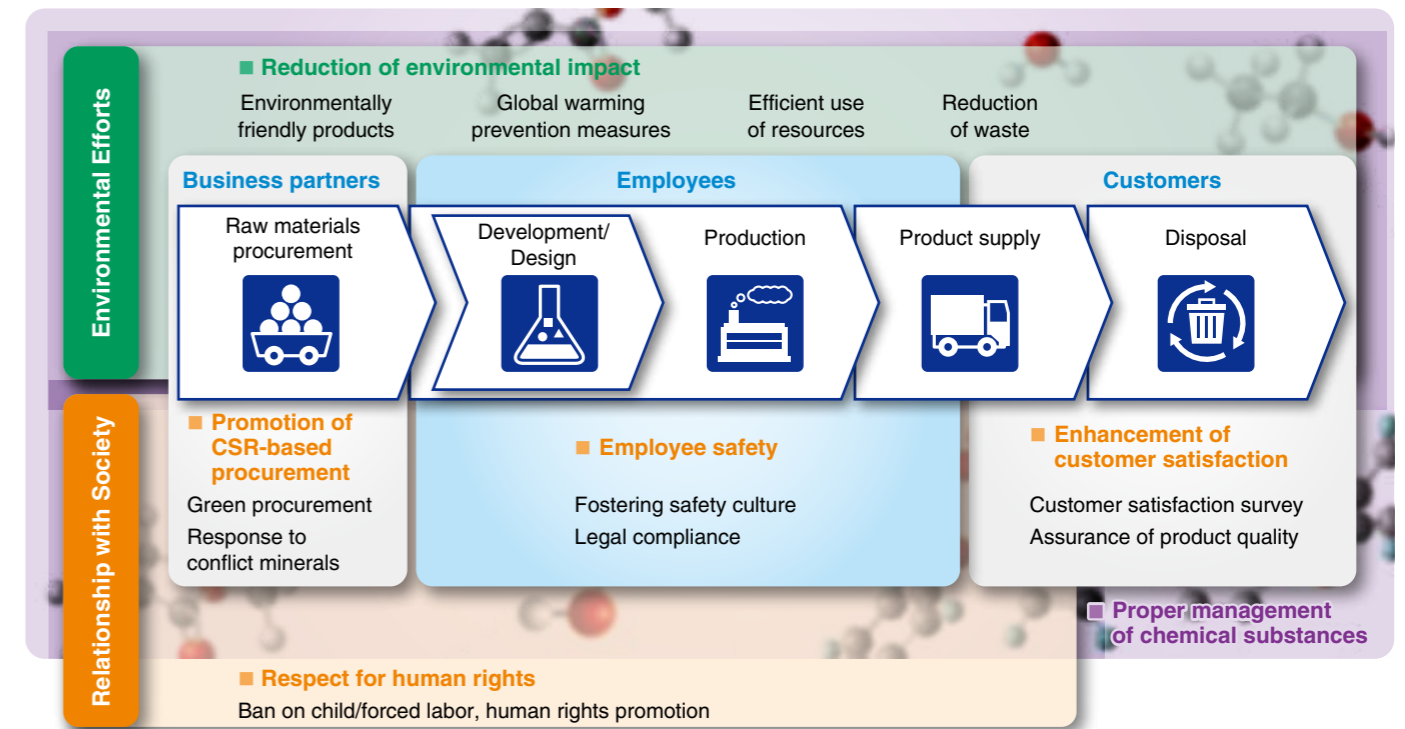 Environmental Efforts
■ Reduction of environmental impact
Environmentally
friendly products
Global warming
prevention measures
Efficient use
of resources
Reduction
of waste
Business partners
Employees
Customers
Raw materials
procurement
Development/
Design
Production
Product supply
Disposal
Relationship with Society
■ Promotion of
CSR-based
procurement
Green procurement
Response to
conflict minerals
■ Employee safety
Fostering safety culture
Legal compliance
■ Enhancement of
customer satisfaction
Customer satisfaction survey
Assurance of product quality
■ Proper management
of chemical substances
■ Respect for human rights
Ban on child/forced labor, human rights promotion